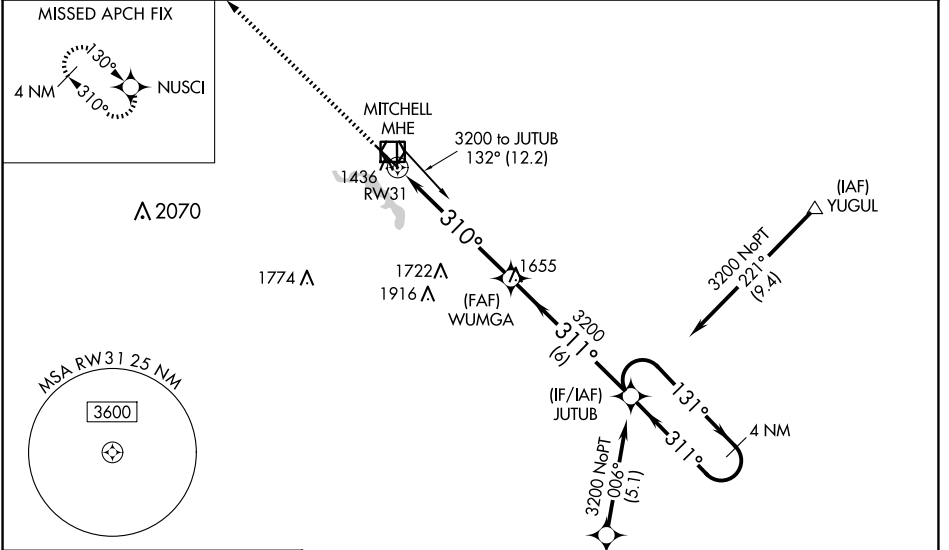 MISSED APCH FIX
130°
4 NM
310°
NUSCI
MITCHELL
MHE
3200 to JUTUB
132° (12.2)
1436
RW31
(IAF)
YUGUL
2070
310°
3200 NoPT
221°
(9.4)
1774
1722
1655
1916
(FAF)
WUMGA
3200
311°
(6)
MSA RW31 25 NM
3600
(IF/IAF)
JUTUB
131°
4 NM
311°
3200 NoPT
006°
(5.1)